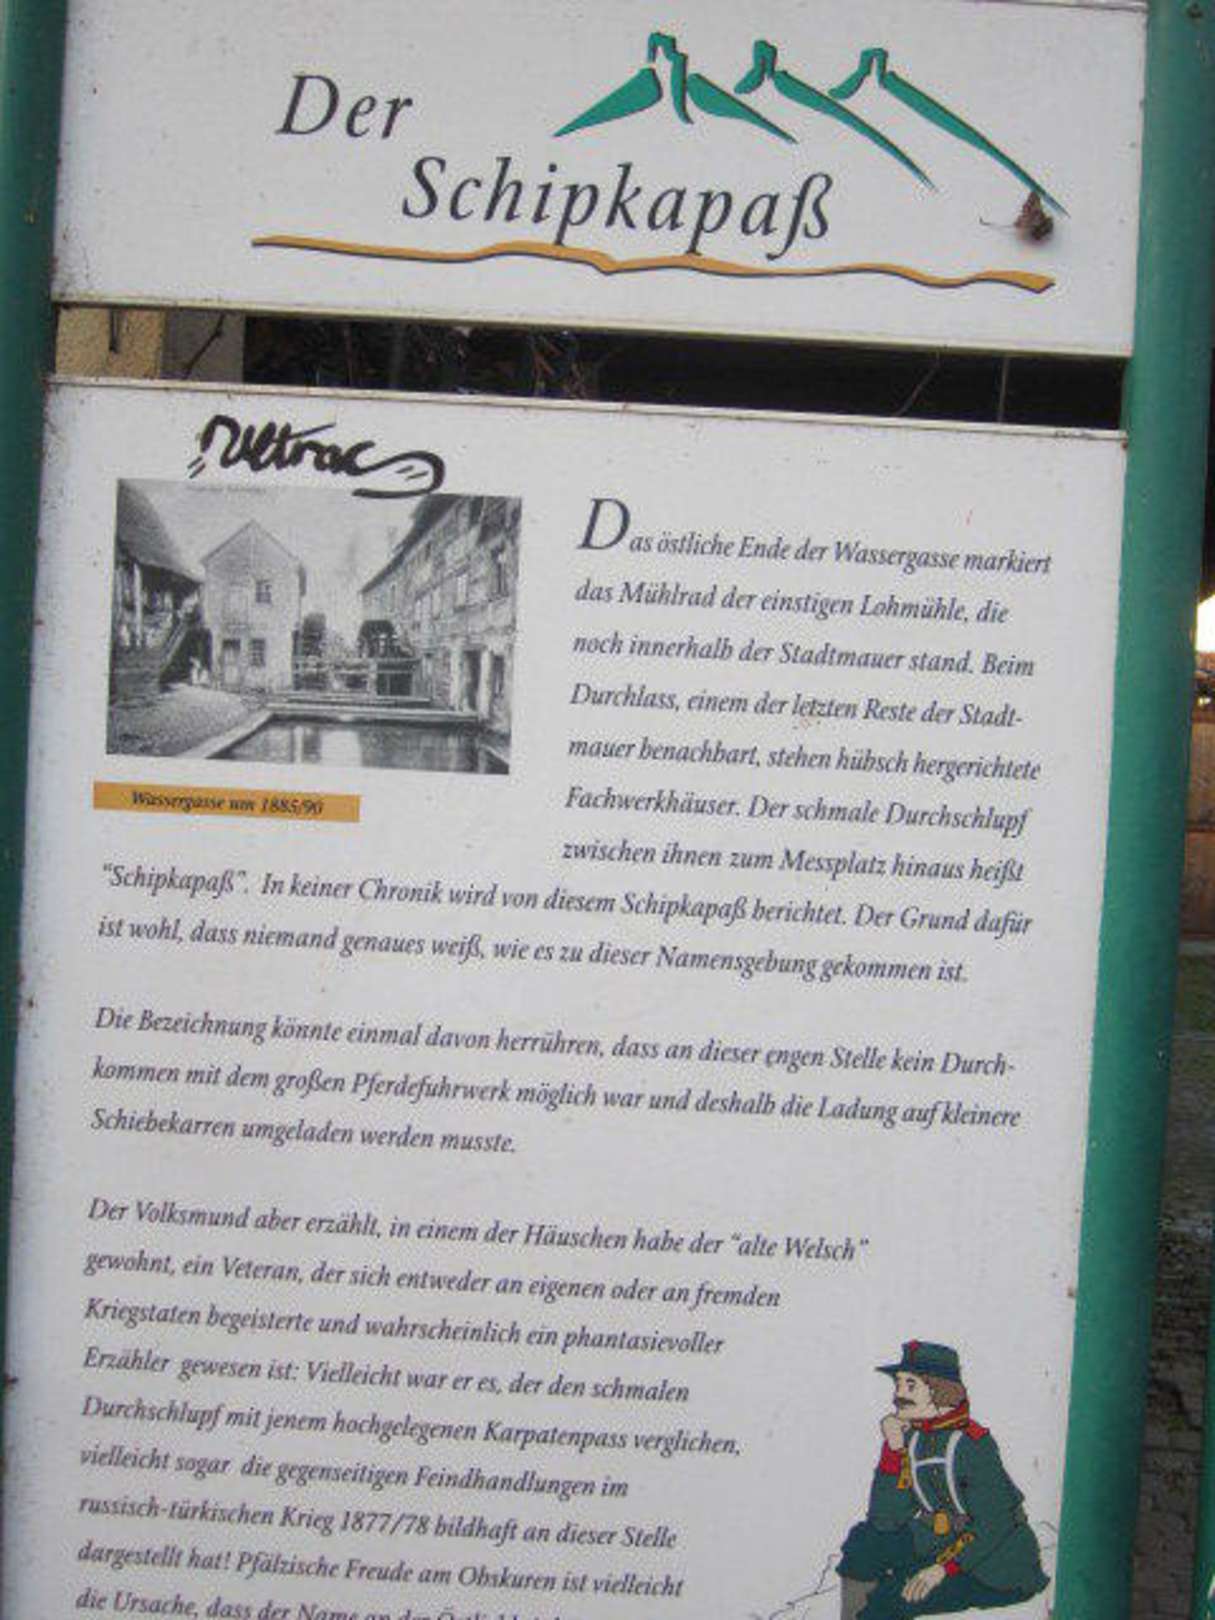 Der
Schipkapaß
Wassergasse um 1885/90
Das östliche Ende der Wassergasse markiert
das Mühlrad der einstigen Lohmühle, die
noch innerhalb der Stadtmauer stand. Beim
Durchlass, einem der letzten Reste der Stadt-
mauer benachbart, stehen hübsch hergerichtete
Fachwerkhäuser. Der schmale Durchschlupf
zwischen ihnen zum Messplatz hinaus heißt
“Schipkapaß”. In keiner Chronik wird von diesem Schipkapaß berichtet. Der Grund dafür
ist wohl, dass niemand genaues weiß, wie es zu dieser Namensgebung gekommen ist.
Die Bezeichnung könnte einmal davon herrühren, dass an dieser engen Stelle kein Durch-
kommen mit dem großen Pferdefuhrwerk möglich war und deshalb die Ladung auf kleinere
Schiebekarren umgeladen werden musste.
Der Volksmund aber erzählt, in einem der Häuschen habe der “alte Welsch”
gewohnt, ein Veteran, der sich entweder an eigenen oder an fremden
Kriegstaten begeisterte und wahrscheinlich ein phantasievoller
Erzähler gewesen ist: Vielleicht war er es, der den schmalen
Durchschlupf mit jenem hochgelegenen Karpatenpass verglichen,
vielleicht sogar die gegenseitigen Feindhandlungen im
russisch-türkischen Krieg 1877/78 bildhaft an dieser Stelle
dargestellt hat! Pfälzische Freude am Obskuren ist vielleicht
die Ursache, dass der Name an der